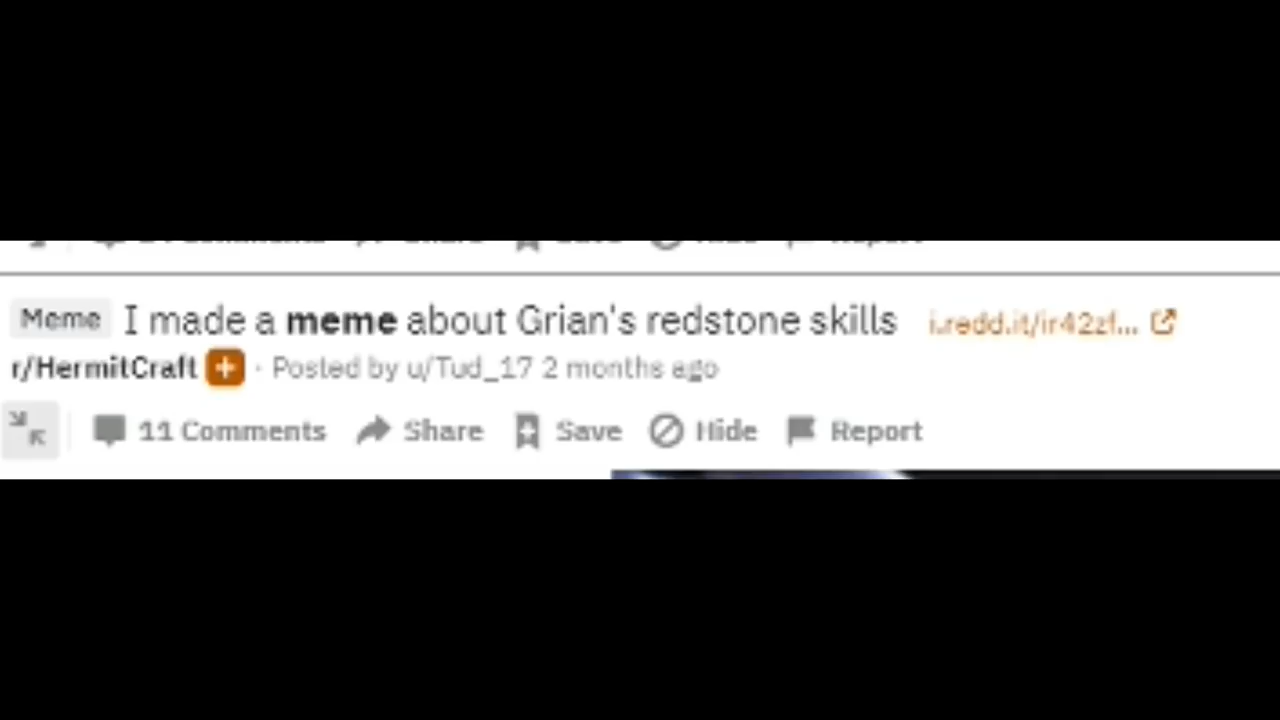 Meme I made a meme about Grian's redstone skills i.redd.it/ir42zf...
r/HermitCraft + · Posted by u/Tud_17 2 months ago
11 Comments Share Save Hide Report